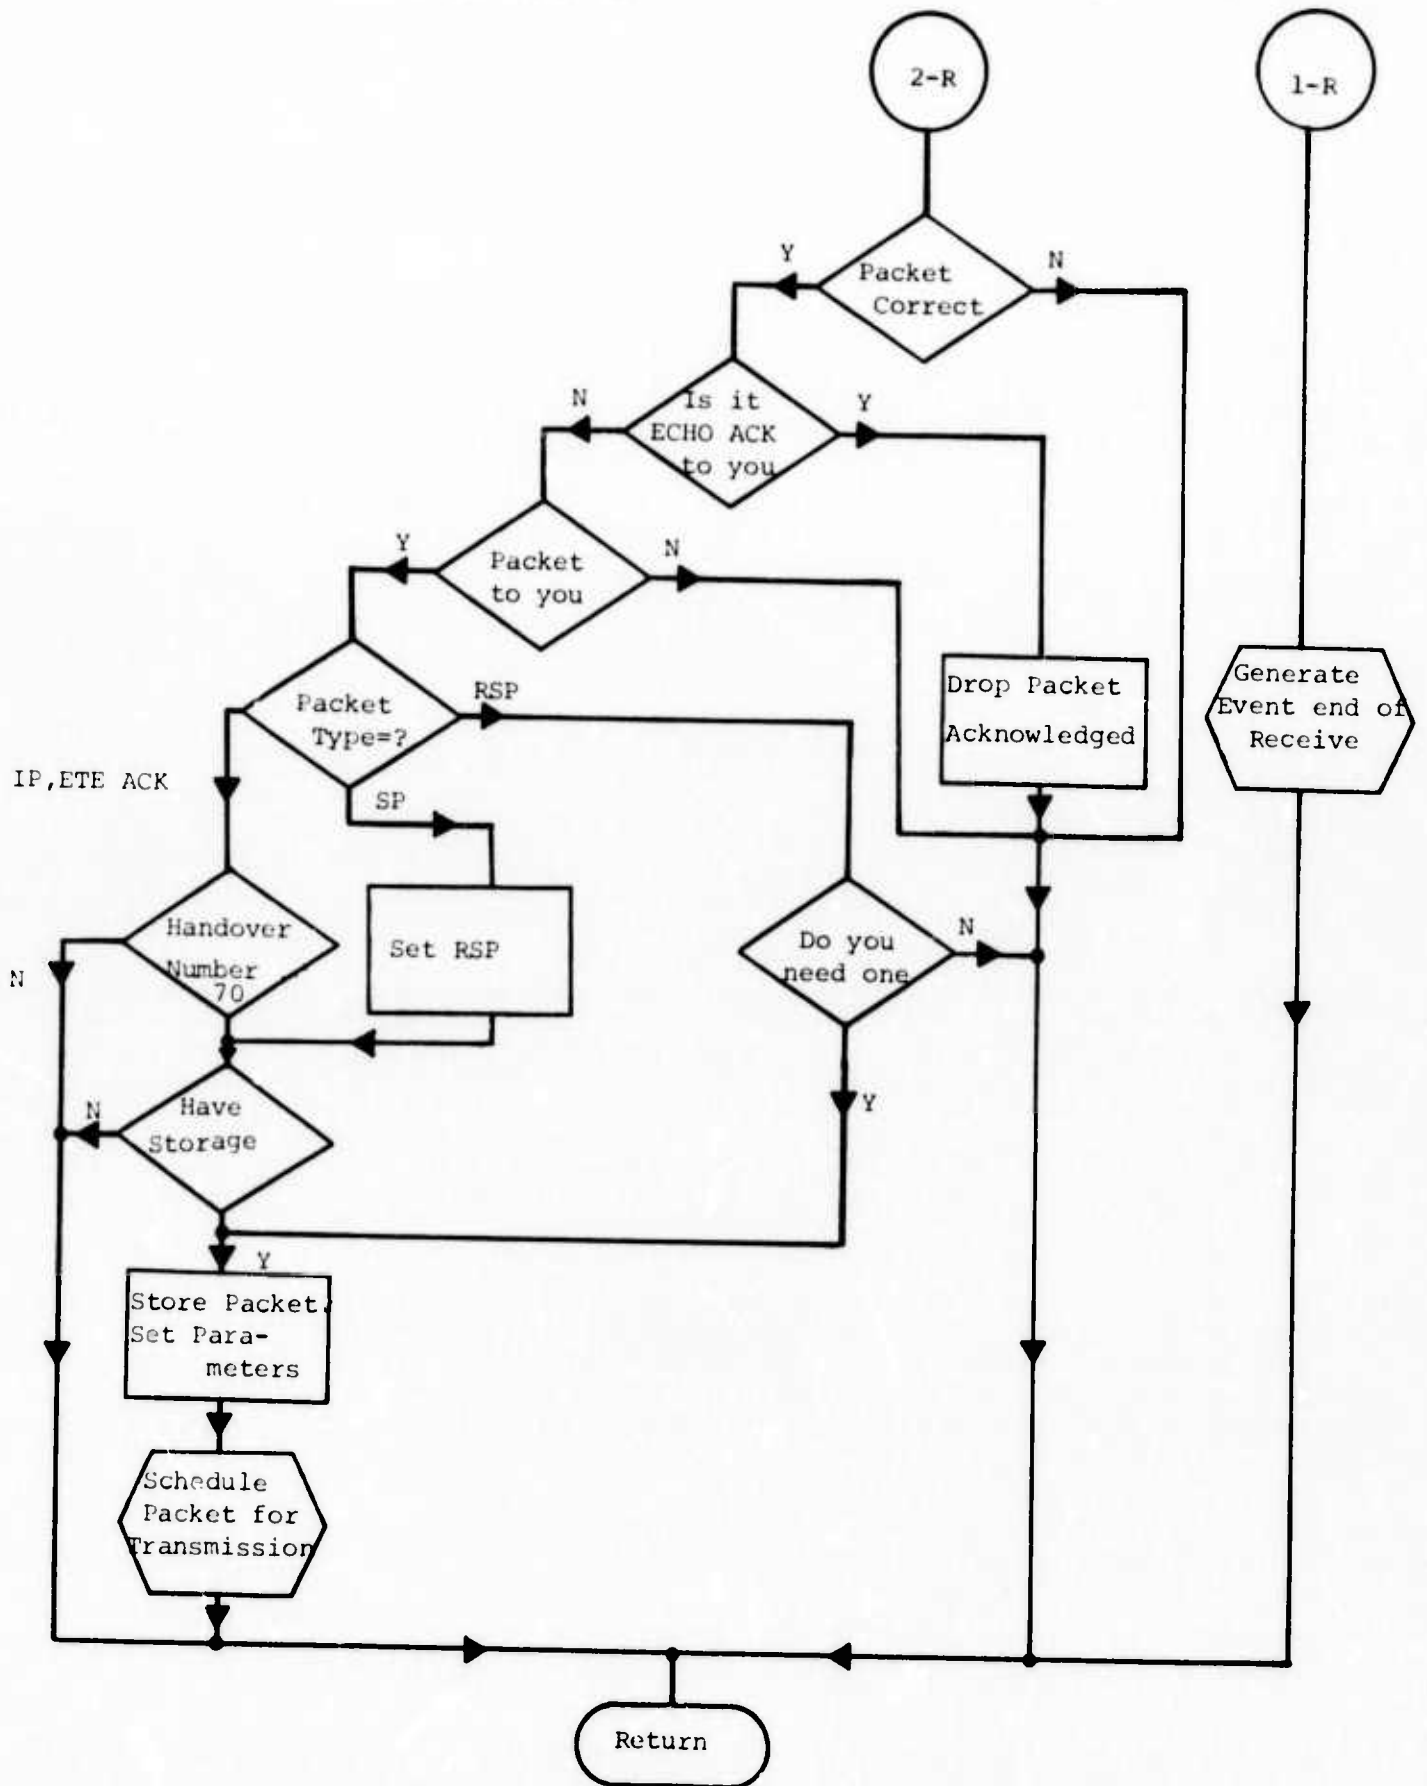 2-R
1-R
Y
Packet
Correct
N
N
Is it
ECHO ACK
to you
Y
Y
Packet
to you
N
Packet
Type=?
RSP
Drop Packet
Acknowledged
Generate
Event end of
Receive
IP,ETE ACK
SP
Handover
Number
70
N
Set RSP
Do you
need one
N
Y
Have
Storage
N
Y
Store Packet,
Set Para-
meters
Schedule
Packet for
Transmission
Return